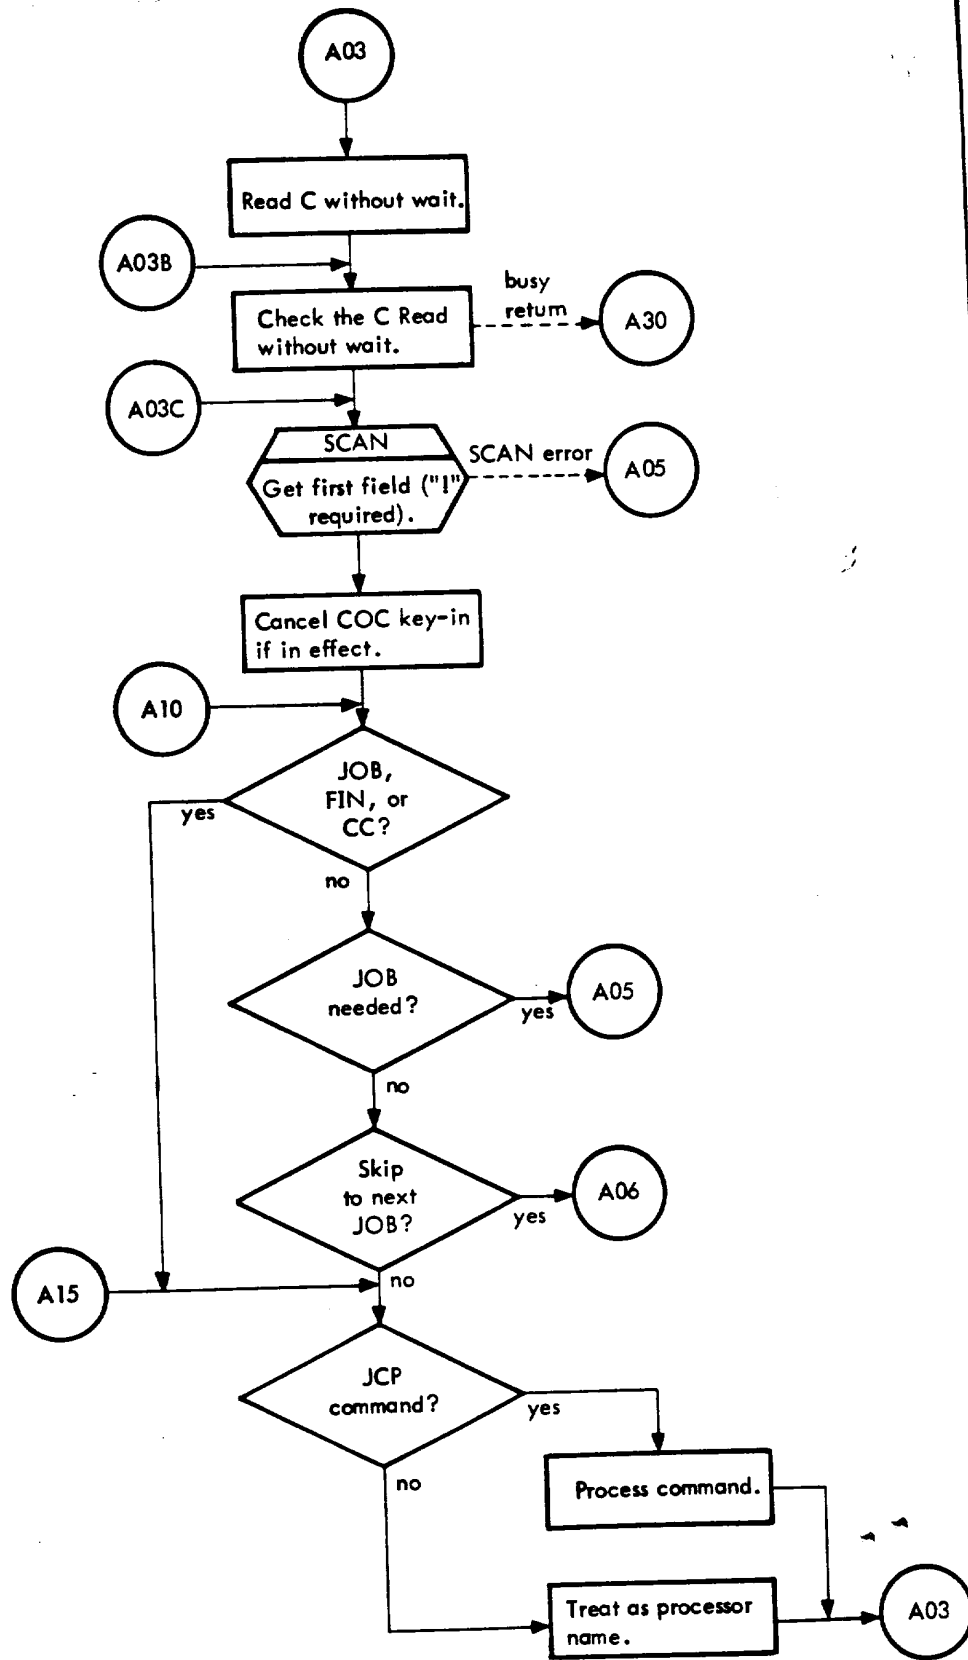 A03
Read C without wait.
A03B
busy
return
Check the C Read
without wait.
A30
A03C
SCAN
SCAN error
A05
Get first field ("!"
required).
Cancel COC key-in
if in effect.
A10
JOB,
FIN, or
CC?
yes
no
JOB
needed?
yes
A05
no
Skip
to next
JOB?
yes
A06
no
A15
JCP
command?
yes
no
Process command.
Treat as processor
name.
A03